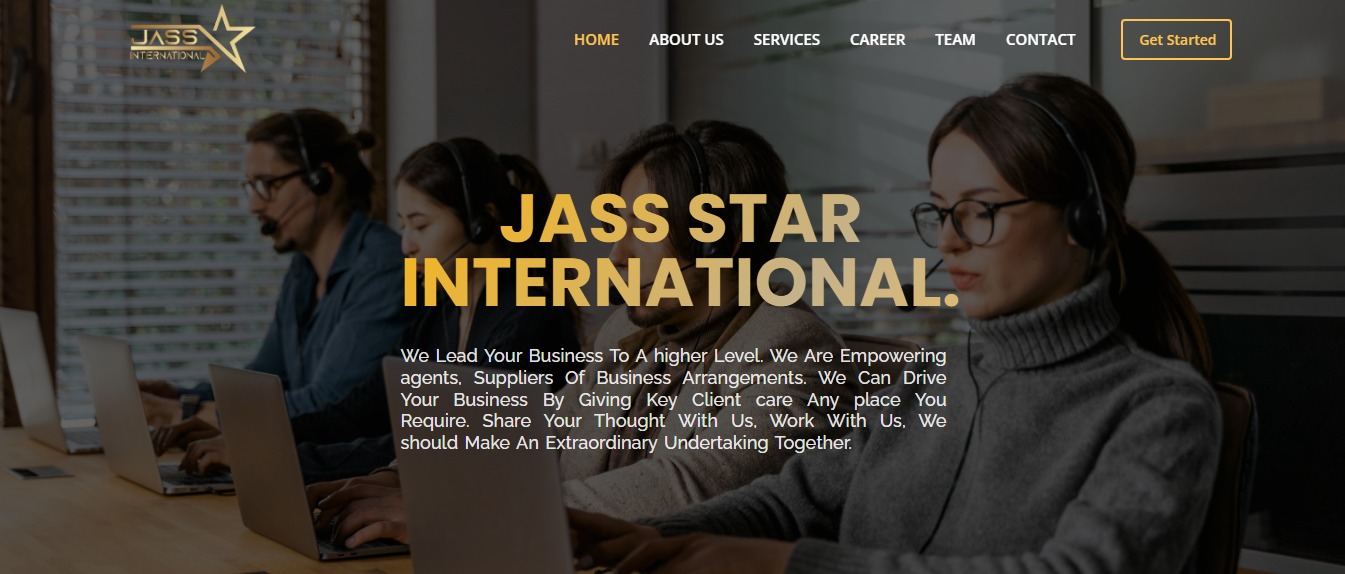 JASS
INTERNATIONAL
HOME ABOUT US SERVICES CAREER TEAM CONTACT Get Started
JASS STAR
INTERNATIONAL.
We Lead Your Business To A higher Level. We Are Empowering
agents, Suppliers Of Business Arrangements. We Can Drive
Your Business By Giving Key Client care Any place You
Require. Share Your Thought With Us, Work With Us, We
should Make An Extraordinary Undertaking Together.